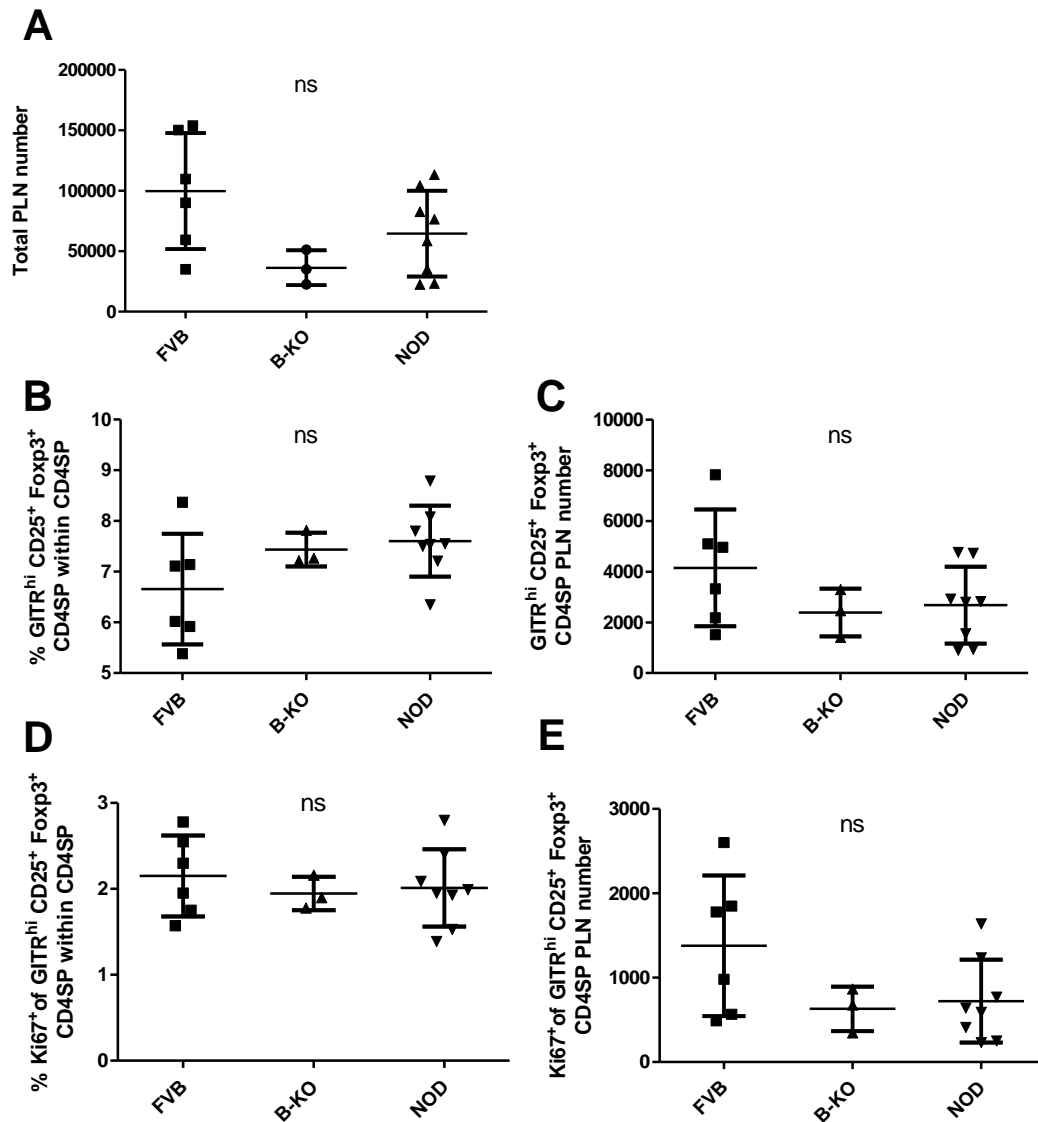 A
Total PLN number
200000
150000
100000
50000
0
ns
FVB
B-KO
NOD
B
% GITRʰⁱ CD25⁺ Foxp3⁺
CD4SP within CD4SP
10
9
8
7
6
5
ns
FVB
B-KO
NOD
C
GITRʰⁱ CD25⁺ Foxp3⁺
CD4SP PLN number
10000
8000
6000
4000
2000
0
ns
FVB
B-KO
NOD
D
% Ki67⁺of GITRʰⁱ CD25⁺ Foxp3⁺
CD4SP within CD4SP
3
2
1
0
ns
FVB
B-KO
NOD
E
Ki67⁺of GITRʰⁱ CD25⁺ Foxp3⁺
CD4SP PLN number
3000
2000
1000
0
ns
FVB
B-KO
NOD